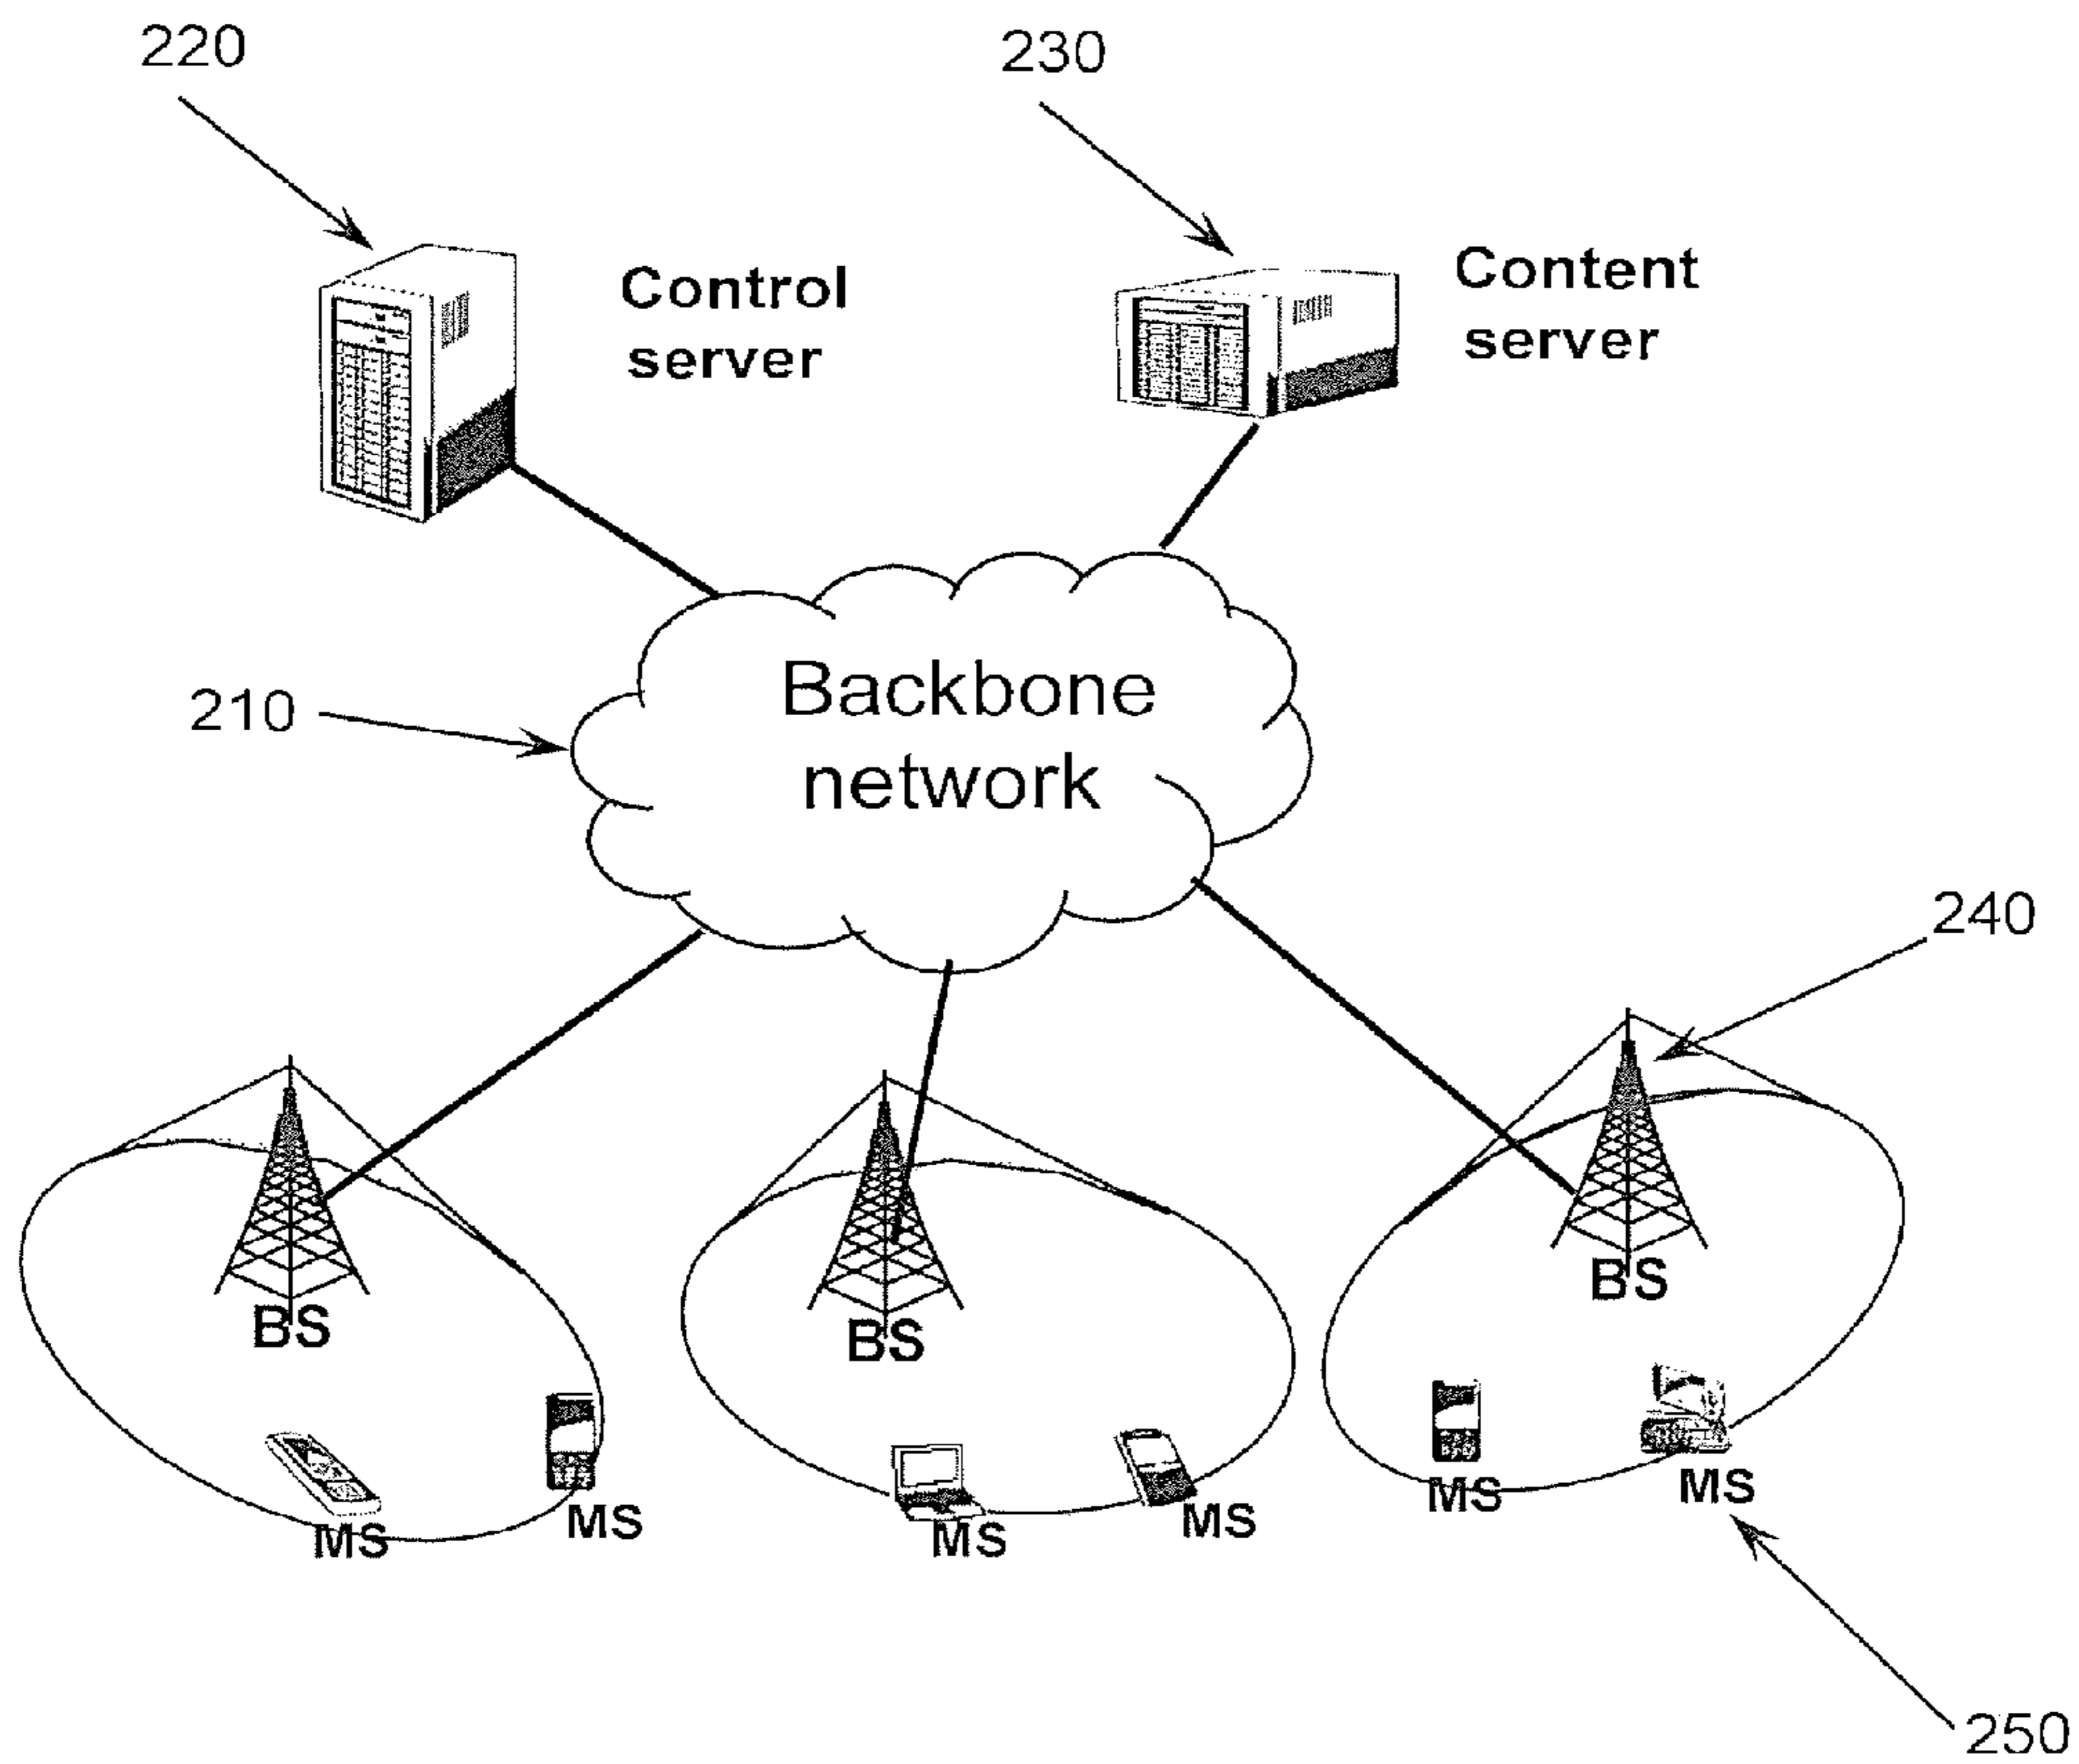 220
230
Control
server
Content
server
210
Backbone
network
240
BS
BS
BS
MS
MS
MS
MS
MS
MS
250